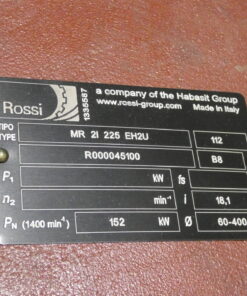 Rossi
1335587
a company of the Habasit Group
www.rossi-group.com Made in Italy
TIPO
TYPE MR 2I 225 EH2U 112
R000045100 B8
P₁ kW fs
n₂ min⁻¹ i 18,1
PN (1400 min⁻¹) 152 kW Ø 60-400